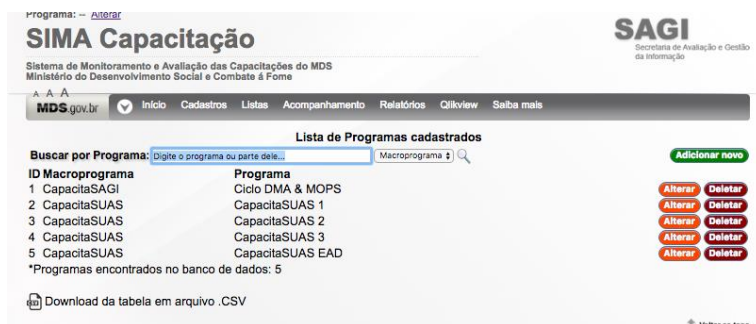 Programa: -- Alterar
SIMA Capacitação
SAGI
Secretaria de Avaliação e Gestão
da Informação
Sistema de Monitoramento e Avaliação das Capacitações do MDS
Ministério do Desenvolvimento Social e Combate á Fome
A A A
MDS.gov.br Início Cadastros Listas Acompanhamento Relatórios Qlikview Saiba mais
Lista de Programas cadastrados
Buscar por Programa: Digite o programa ou parte dele... Macroprograma Adicionar novo
ID Macroprograma Programa
1 CapacitaSAGI Ciclo DMA & MOPS Alterar Deletar
2 CapacitaSUAS CapacitaSUAS 1 Alterar Deletar
3 CapacitaSUAS CapacitaSUAS 2 Alterar Deletar
4 CapacitaSUAS CapacitaSUAS 3 Alterar Deletar
5 CapacitaSUAS CapacitaSUAS EAD Alterar Deletar
*Programas encontrados no banco de dados: 5
Download da tabela em arquivo .CSV